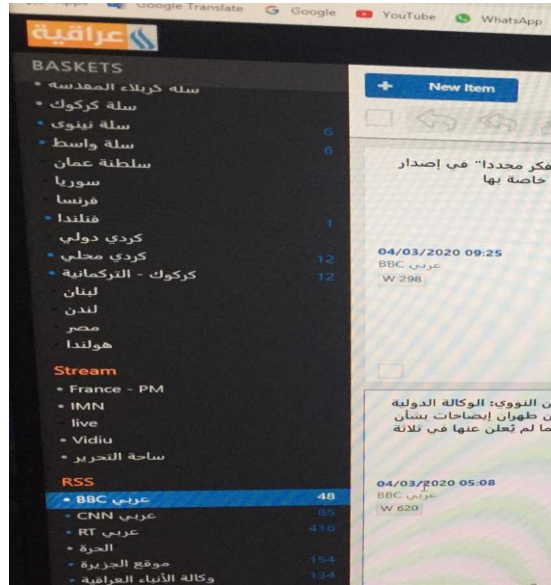 Google Translate
Google
YouTube
WhatsApp
عراقية
BASKETS
سلة كربلاء المقدسة
سلة كركوك
سلة نينوى 6
سلة واسط 6
سلطنة عمان
سوريا
فرنسا
فنلندا 1
كردي دولي
كردي محلي 12
كركوك - التركمانية 12
لبنان
لندن
مصر
هولندا
Stream
France - PM
IMN
live
Vidiu
ساحة التحرير
RSS
BBC عربي 48
CNN عربي 85
RT عربي 416
الحرة
موقع الجزيرة 154
وكالة الأنباء العراقية 134
+ New Item
فكر مجددا" في إصدار
خاصة بها
04/03/2020 09:25
BBC عربي
W 298
ن النووي: الوكالة الدولية
ن طهران إيضاحات بشأن
ما لم يُعلن عنها في ثلاثة
04/03/2020 05:08
BBC عربي
W 620